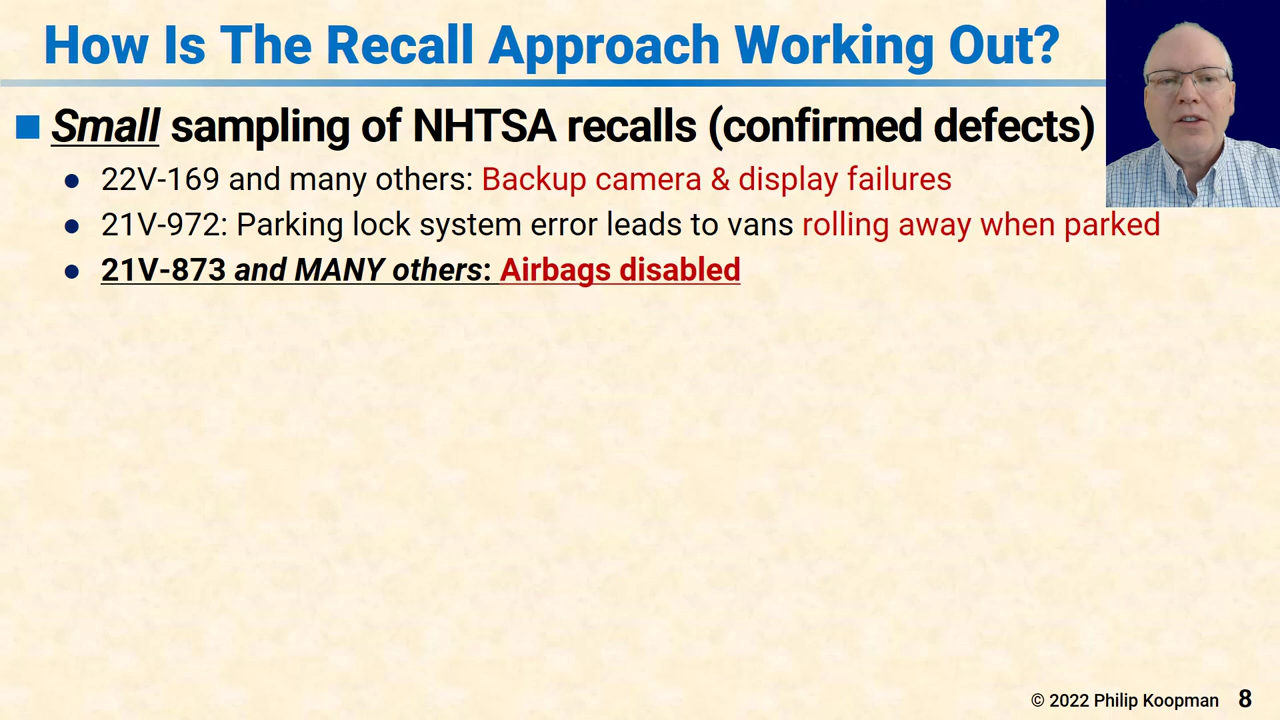 How Is The Recall Approach Working Out?
Small sampling of NHTSA recalls (confirmed defects)
22V-169 and many others: Backup camera & display failures
21V-972: Parking lock system error leads to vans rolling away when parked
21V-873 and MANY others: Airbags disabled
© 2022 Philip Koopman 8